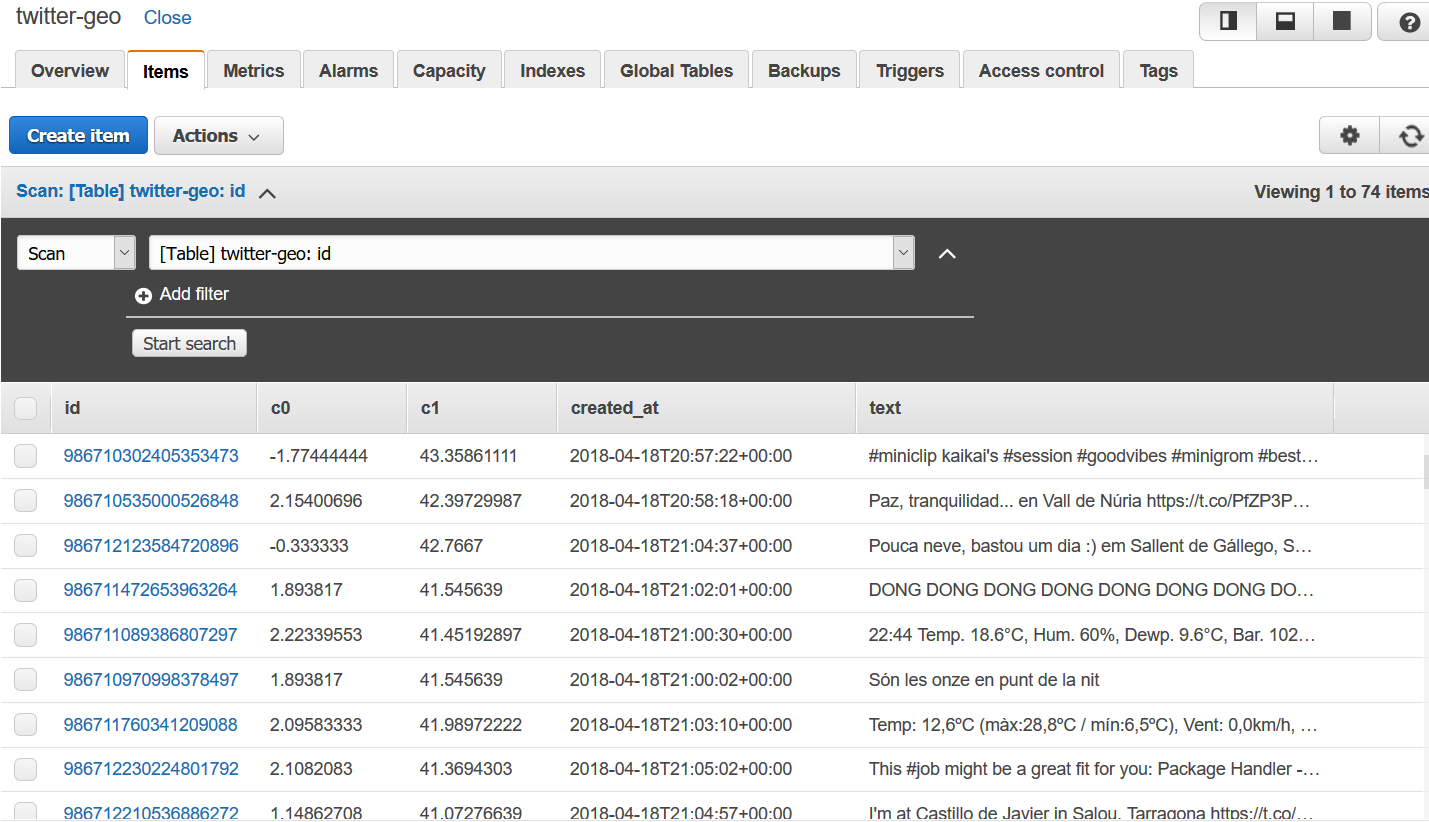 twitter-geo Close
Overview Items Metrics Alarms Capacity Indexes Global Tables Backups Triggers Access control Tags
Create item Actions
Scan: [Table] twitter-geo: id Viewing 1 to 74 items
Scan [Table] twitter-geo: id
Add filter
Start search
id c0 c1 created_at text
986710302405353473 -1.77444444 43.35861111 2018-04-18T20:57:22+00:00 #miniclip kaikai's #session #goodvibes #minigrom #best…
986710535000526848 2.15400696 42.39729987 2018-04-18T20:58:18+00:00 Paz, tranquilidad... en Vall de Núria https://t.co/PfZP3P…
986712123584720896 -0.333333 42.7667 2018-04-18T21:04:37+00:00 Pouca neve, bastou um dia :) em Sallent de Gállego, S…
986711472653963264 1.893817 41.545639 2018-04-18T21:02:01+00:00 DONG DONG DONG DONG DONG DONG DONG DO…
986711089386807297 2.22339553 41.45192897 2018-04-18T21:00:30+00:00 22:44 Temp. 18.6°C, Hum. 60%, Dewp. 9.6°C, Bar. 102…
986710970998378497 1.893817 41.545639 2018-04-18T21:00:02+00:00 Són les onze en punt de la nit
986711760341209088 2.09583333 41.98972222 2018-04-18T21:03:10+00:00 Temp: 12,6ºC (màx:28,8ºC / mín:6,5ºC), Vent: 0,0km/h, …
986712230224801792 2.1082083 41.3694303 2018-04-18T21:05:02+00:00 This #job might be a great fit for you: Package Handler -…
986712210536886272 1.14862708 41.07276639 2018-04-18T21:04:57+00:00 I'm at Castillo de Javier in Salou, Tarragona https://t.co/…